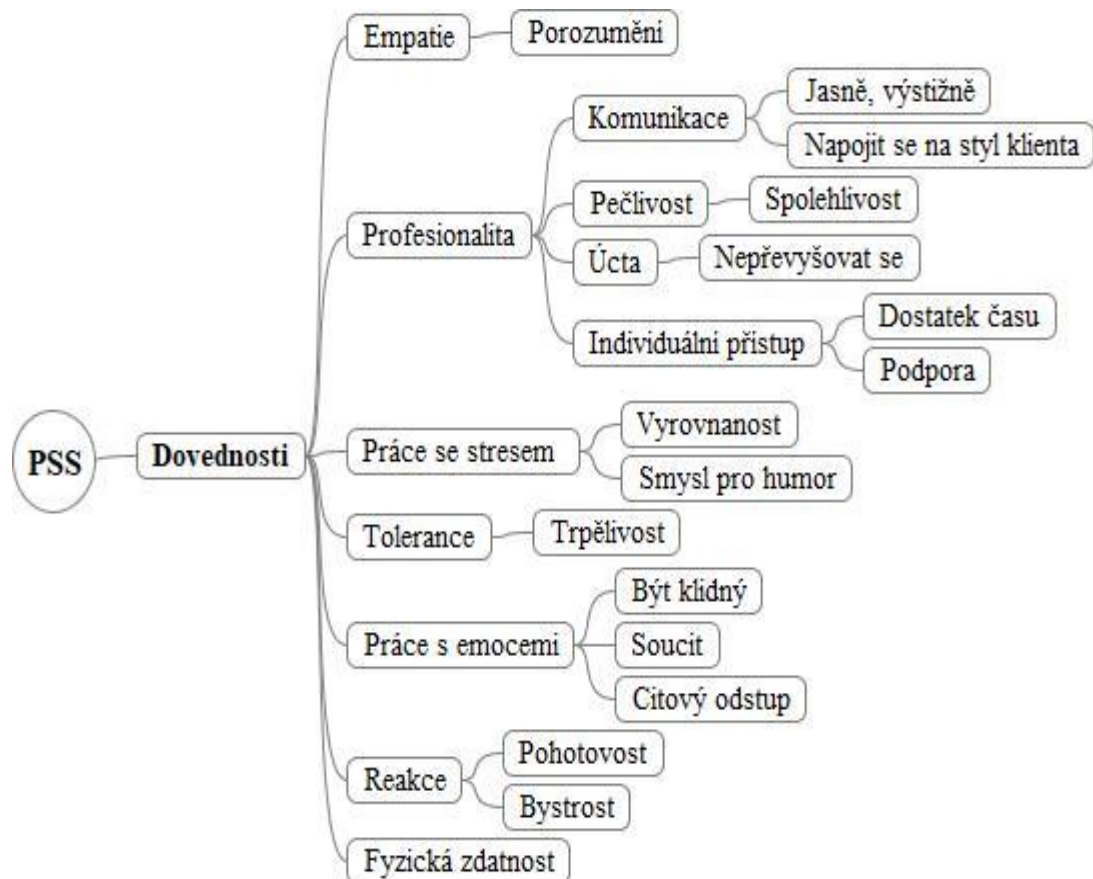 PSS
Dovednosti
Empatie
Porozumění
Profesionalita
Komunikace
Jasně, výstižně
Napojit se na styl klienta
Pečlivost
Spolehlivost
Úcta
Nepřevyšovat se
Individuální přístup
Dostatek času
Podpora
Práce se stresem
Vyrovnanost
Smysl pro humor
Tolerance
Trpělivost
Práce s emocemi
Být klidný
Soucit
Citový odstup
Reakce
Pohotovost
Bystrost
Fyzická zdatnost